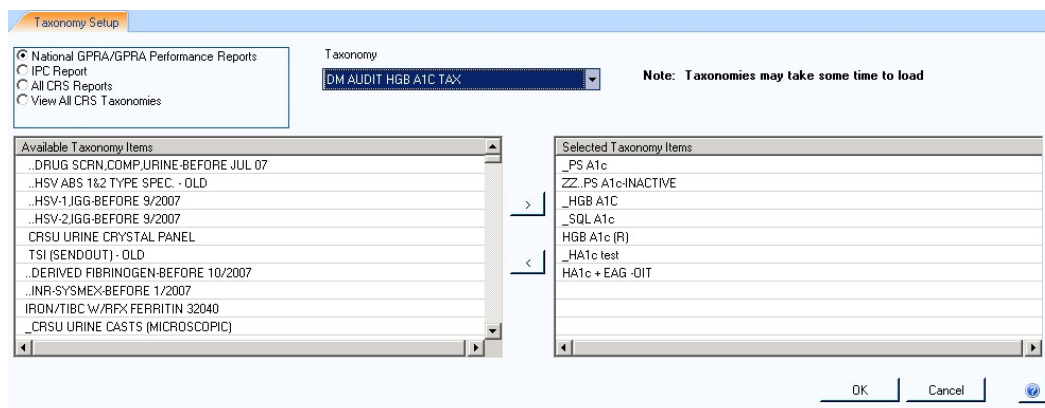 Taxonomy Setup
National GPRA/GPRA Performance Reports
IPC Report
All CRS Reports
View All CRS Taxonomies
Taxonomy
DM AUDIT HGB A1C TAX
Note: Taxonomies may take some time to load
Available Taxonomy Items
..DRUG SCRN,COMP,URINE-BEFORE JUL 07
..HSV ABS 1&2 TYPE SPEC. - OLD
..HSV-1,IGG-BEFORE 9/2007
..HSV-2,IGG-BEFORE 9/2007
CRSU URINE CRYSTAL PANEL
TSI (SENDOUT) - OLD
..DERIVED FIBRINOGEN-BEFORE 10/2007
..INR-SYSMEX-BEFORE 1/2007
IRON/TIBC W/RFX FERRITIN 32040
_CRSU URINE CASTS (MICROSCOPIC)
>
<
Selected Taxonomy Items
_PS A1c
ZZ..PS A1c-INACTIVE
_HGB A1C
_SQL A1c
HGB A1c (R)
_HA1c test
HA1c + EAG -OIT
OK
Cancel
?